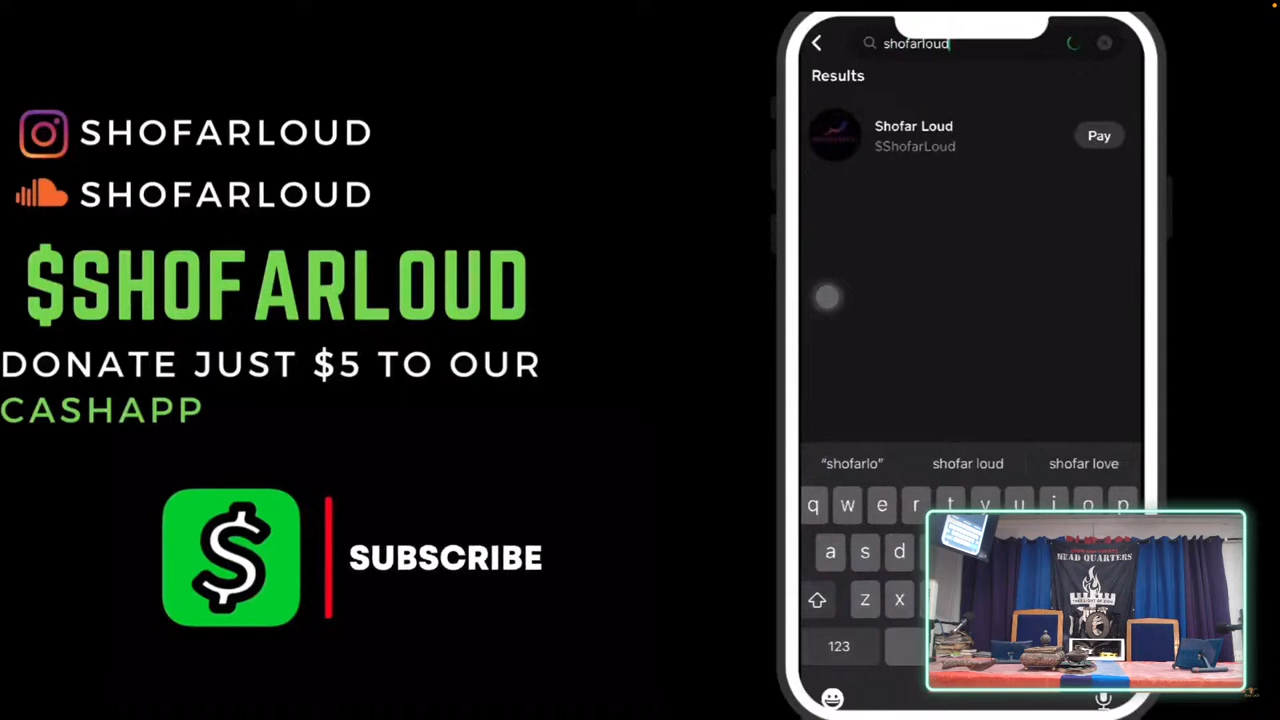 SHOFARLOUD
SHOFARLOUD
$SHOFARLOUD
DONATE JUST $5 TO OUR
CASHAPP
$
SUBSCRIBE
shofarloud
Results
Shofar Loud
$ShofarLoud
Pay
“shofarlo”
shofar loud
shofar love
q w e r t y u i o p
a s d
z x
123
HEAD QUARTERS